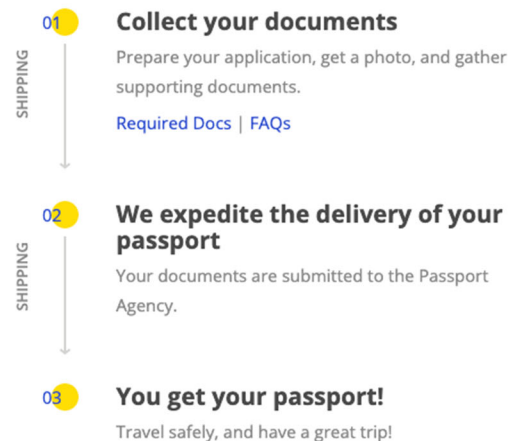 01 Collect your documents
Prepare your application, get a photo, and gather
supporting documents.
Required Docs | FAQs
SHIPPING
02 We expedite the delivery of your
passport
Your documents are submitted to the Passport
Agency.
SHIPPING
03 You get your passport!
Travel safely, and have a great trip!